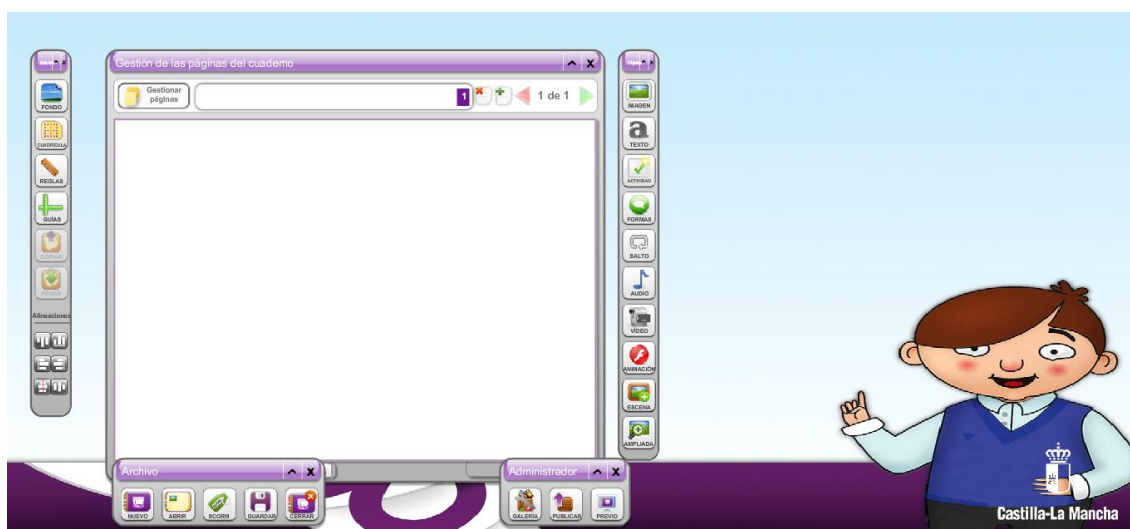 Gestión de las páginas del cuaderno
Gestionar
páginas
1
1 de 1
FONDO
CUADRÍCULA
REGLAS
GUÍAS
COPIAR
PEGAR
Alineaciones
IMAGEN
TEXTO
ACTIVIDAD
FORMAS
SALTO
AUDIO
VÍDEO
ANIMACIÓN
ESCENA
AMPLIADA
Archivo
NUEVO
ABRIR
SCORM
GUARDAR
CERRAR
Administrador
GALERÍA
PUBLICAR
PREVIO
Castilla-La Mancha